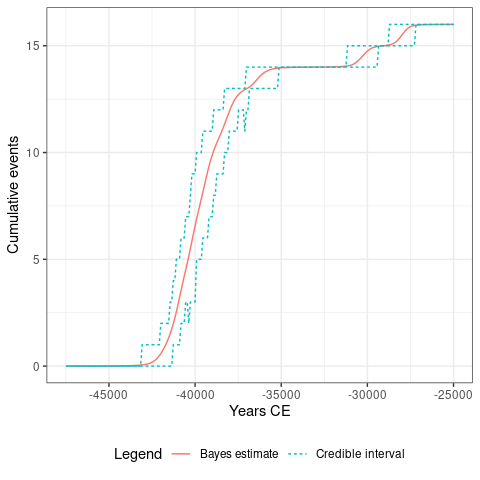 Cumulative events
15
10
5
0
-45000 -40000 -35000 -30000 -25000
Years CE
Legend Bayes estimate Credible interval